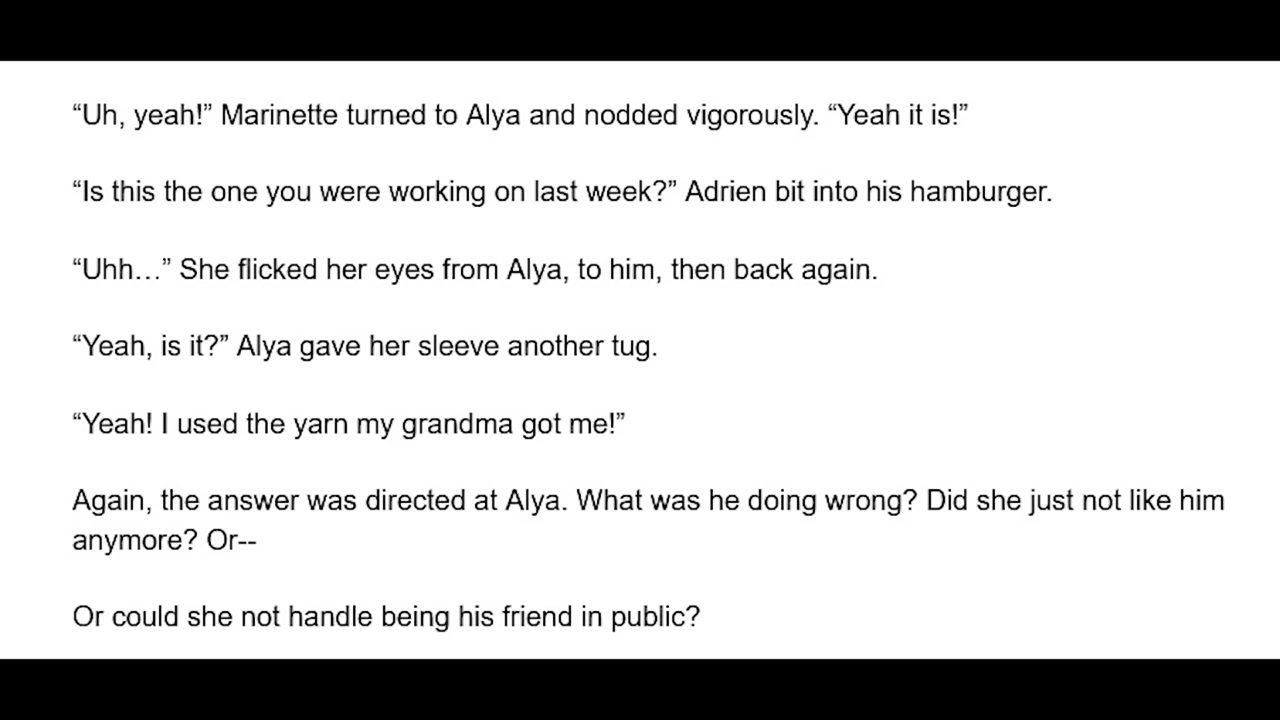 “Uh, yeah!” Marinette turned to Alya and nodded vigorously. “Yeah it is!”
“Is this the one you were working on last week?” Adrien bit into his hamburger.
“Uhh…” She flicked her eyes from Alya, to him, then back again.
“Yeah, is it?” Alya gave her sleeve another tug.
“Yeah! I used the yarn my grandma got me!”
Again, the answer was directed at Alya. What was he doing wrong? Did she just not like him
anymore? Or--
Or could she not handle being his friend in public?